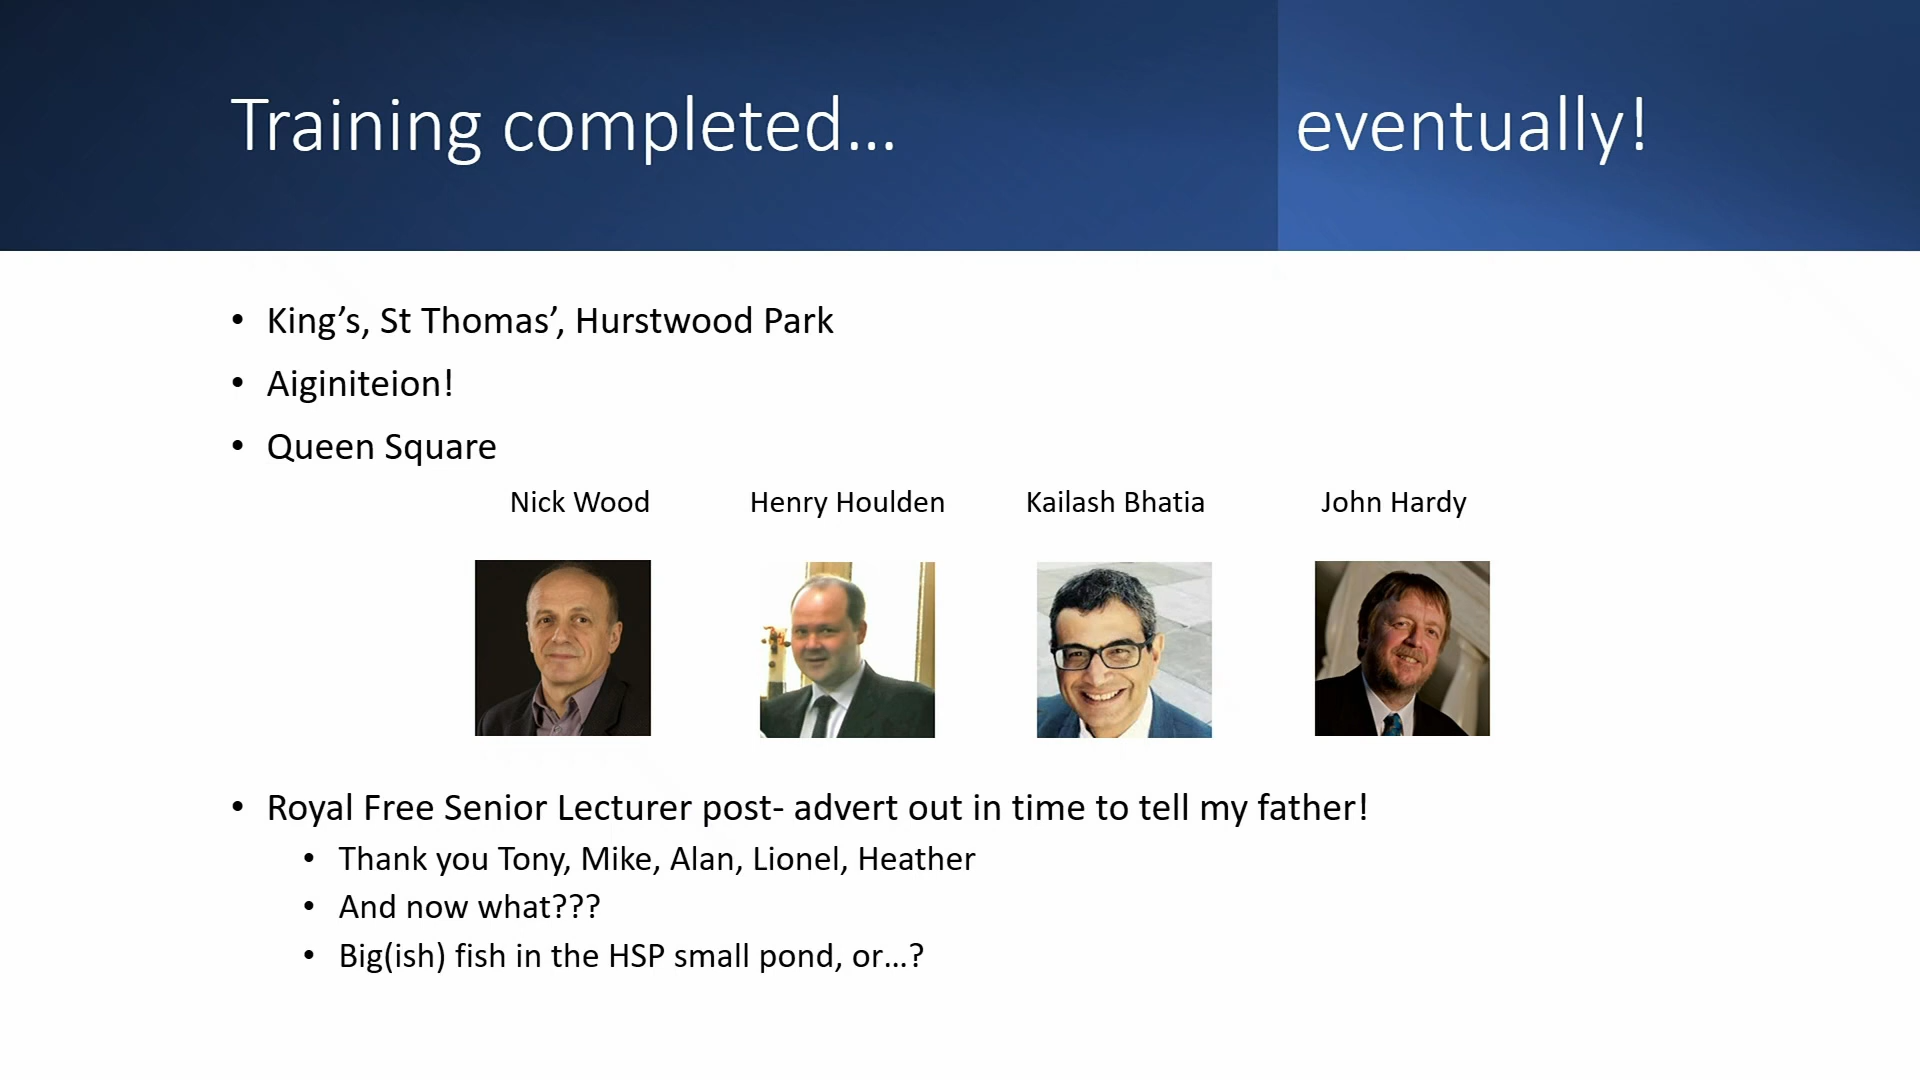 Training completed… eventually!
• King’s, St Thomas’, Hurstwood Park
• Aiginiteion!
• Queen Square
Nick Wood Henry Houlden Kailash Bhatia John Hardy
• Royal Free Senior Lecturer post- advert out in time to tell my father!
• Thank you Tony, Mike, Alan, Lionel, Heather
• And now what???
• Big(ish) fish in the HSP small pond, or…?